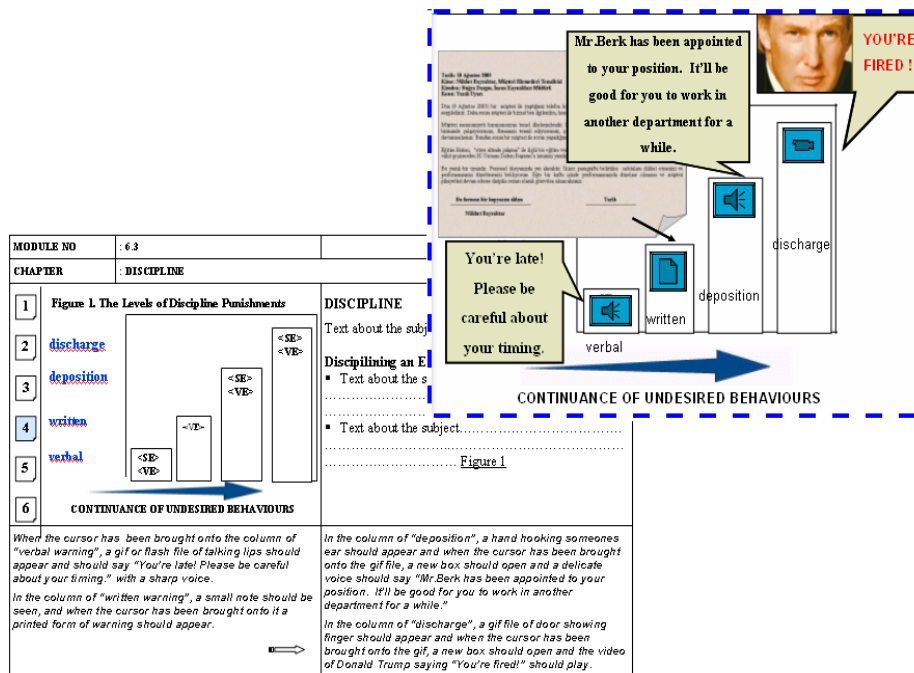 YOU'RE
FIRED !
Mr.Berk has been appointed
to your position. It'll be
good for you to work in
another department for a
while.
Konu: Yazılı Uyarı
Tarih
You're late!
Please be
careful about
your timing.
verbal
written
deposition
discharge
CONTINUANCE OF UNDESIRED BEHAVIOURS
MODULE NO : 6.3
CHAPTER : DISCIPLINE
1
2
3
4
5
6
Figure 1. The Levels of Discipline Punishments
discharge
deposition
written
verbal
<SE>
<VE>
<VE>
<SE>
<VE>
<SE>
<VE>
CONTINUANCE OF UNDESIRED BEHAVIOURS
DISCIPLINE
Text about the subj
Discipilining an E
▪ Text about the s
▪ Text about the subject
Figure 1
When the cursor has been brought onto the column of
"verbal warning", a gif or flash file of talking lips should
appear and should say "You're late! Please be careful
about your timing." with a sharp voice.
In the column of "written warning", a small note should be
seen, and when the cursor has been brought onto it a
printed form of warning should appear.
In the column of "deposition", a hand hooking someones
ear should appear and when the cursor has been brought
onto the gif file, a new box should open and a delicate
voice should say "Mr.Berk has been appointed to your
position. It'll be good for you to work in another
department for a while."
In the column of "discharge", a gif file of door showing
finger should appear and when the cursor has been
brought onto the gif, a new box should open and the video
of Donald Trump saying "You're fired!" should play.